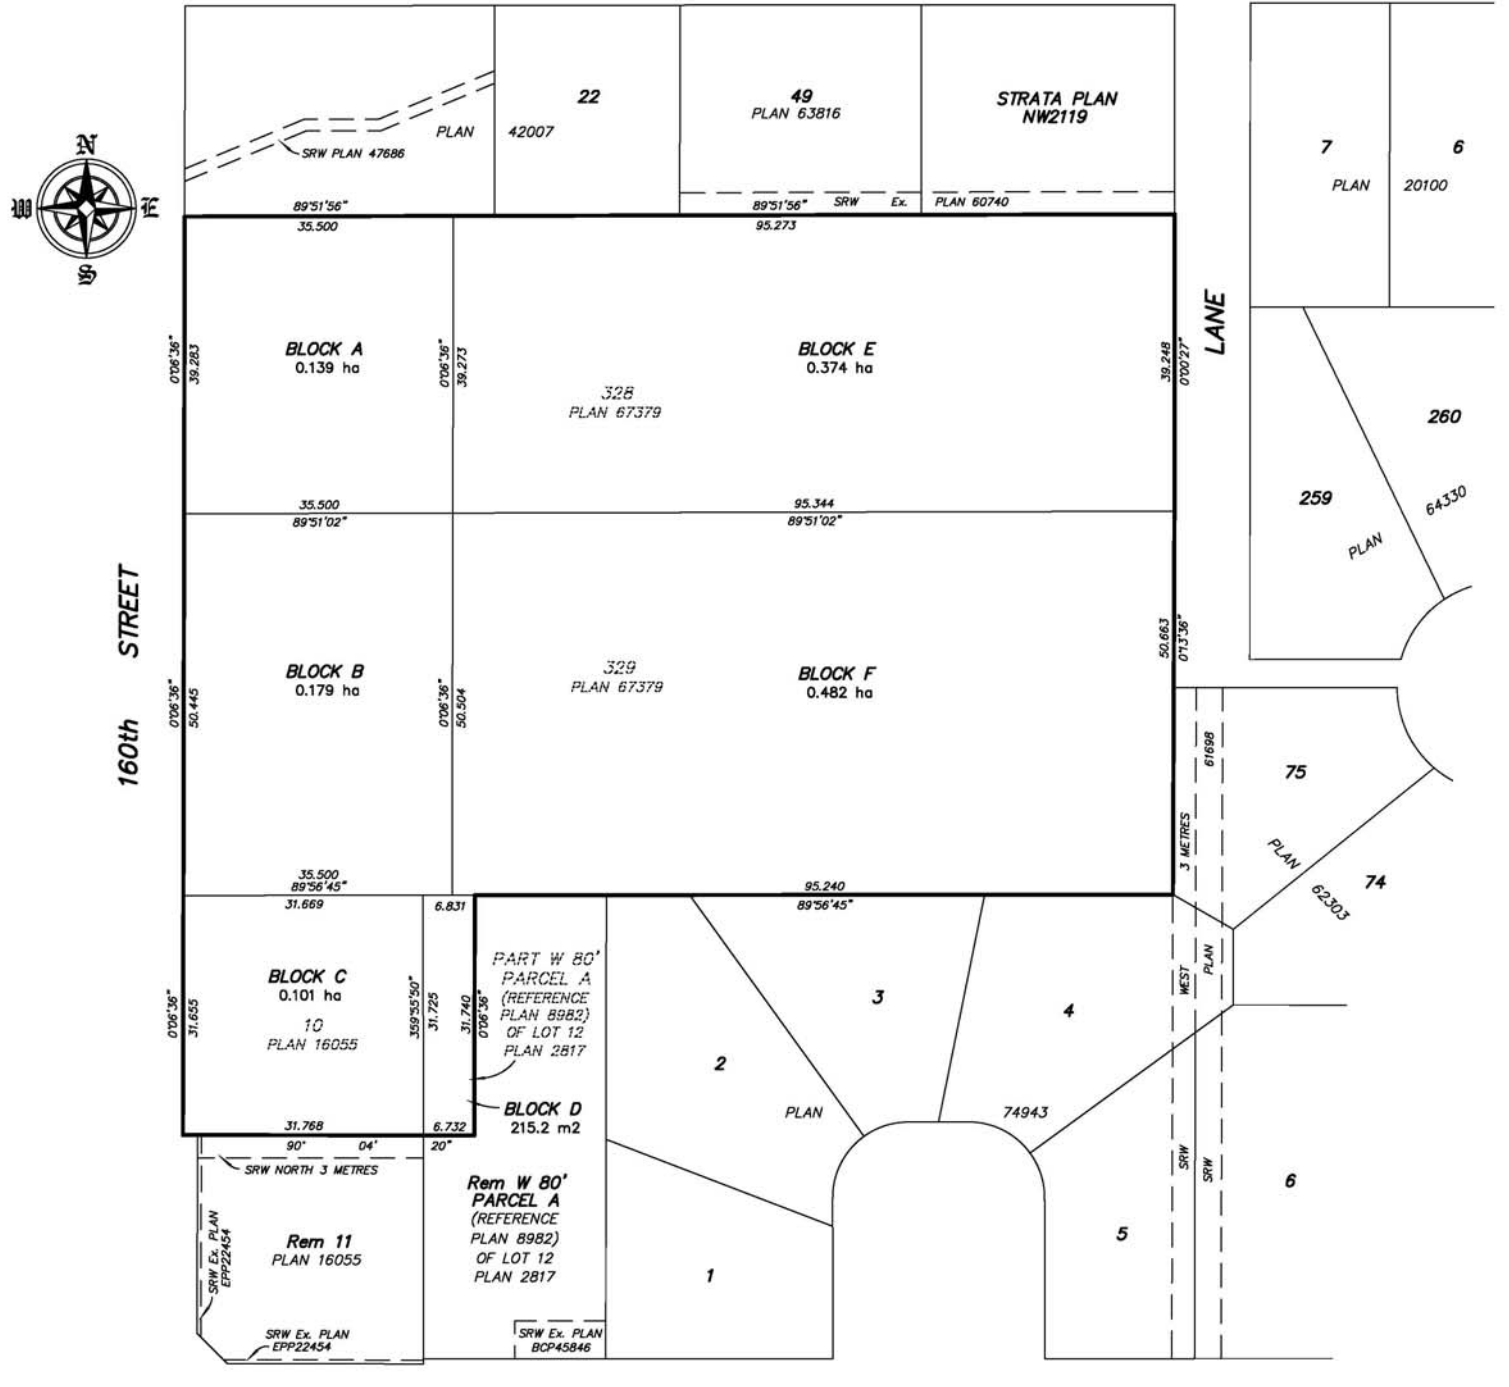 22
49
PLAN 63816
STRATA PLAN
NW2119
PLAN 42007
SRW PLAN 47686
7
6
PLAN 20100
N
W
E
S
89°51'56"
35.500
89°51'56"
SRW Ex. PLAN 60740
95.273
LANE
0°06'36"
39.283
BLOCK A
0.139 ha
0°06'36"
39.273
BLOCK E
0.374 ha
39.248
0°00'27"
328
PLAN 67379
260
259
PLAN
64330
35.500
89°51'02"
95.344
89°51'02"
160th STREET
0°06'36"
50.445
BLOCK B
0.179 ha
0°06'36"
50.504
329
PLAN 67379
BLOCK F
0.482 ha
50.663
0°13'36"
61698
75
3 METRES
PLAN
62303
74
35.500
89°56'45"
31.669
6.831
95.240
89°56'45"
0°06'36"
31.655
BLOCK C
0.101 ha
10
PLAN 16055
359°55'50"
31.725
31.740
0°06'36"
PART W 80'
PARCEL A
(REFERENCE
PLAN 8982)
OF LOT 12
PLAN 2817
BLOCK D
215.2 m2
3
4
2
WEST
PLAN
PLAN
74943
31.768
6.732
90° 04' 20"
SRW NORTH 3 METRES
Rem W 80'
PARCEL A
(REFERENCE
PLAN 8982)
OF LOT 12
PLAN 2817
SRW
SRW
6
5
1
SRW Ex. PLAN
EPP22454
Rem 11
PLAN 16055
SRW Ex. PLAN
EPP22454
SRW Ex. PLAN
BCP45846